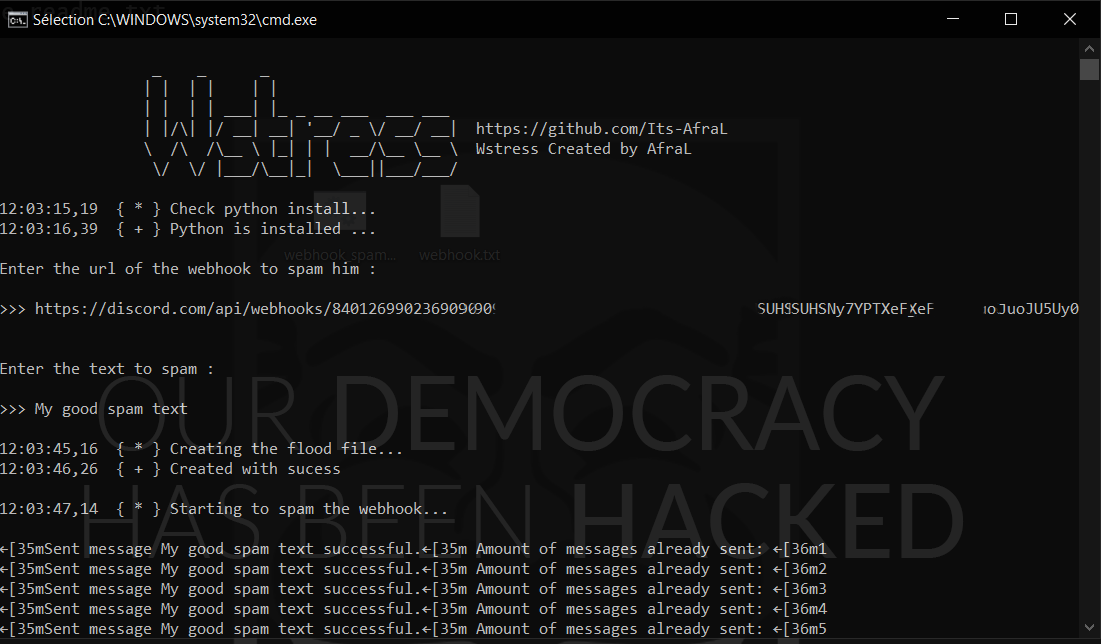 readme.txt
Sélection C:\WINDOWS\system32\cmd.exe
Wstress
https://github.com/Its-AfraL
Wstress Created by AfraL
12:03:15,19 { * } Check python install...
12:03:16,39 { + } Python is installed ...
webhook spam... webhook.txt
Enter the url of the webhook to spam him :
>>> https://discord.com/api/webhooks/840126990236909
Enter the text to spam :
OUR DEMOCRACY
>>> My good spam text
12:03:45,16 { * } Creating the flood file...
12:03:46,26 { + } Created with sucess
HAS BEEN HACKED
12:03:47,14 { * } Starting to spam the webhook...
←[35mSent message My good spam text successful.←[35m Amount of messages already sent: ←[36m1
←[35mSent message My good spam text successful.←[35m Amount of messages already sent: ←[36m2
←[35mSent message My good spam text successful.←[35m Amount of messages already sent: ←[36m3
←[35mSent message My good spam text successful.←[35m Amount of messages already sent: ←[36m4
←[35mSent message My good spam text successful.←[35m Amount of messages already sent: ←[36m5